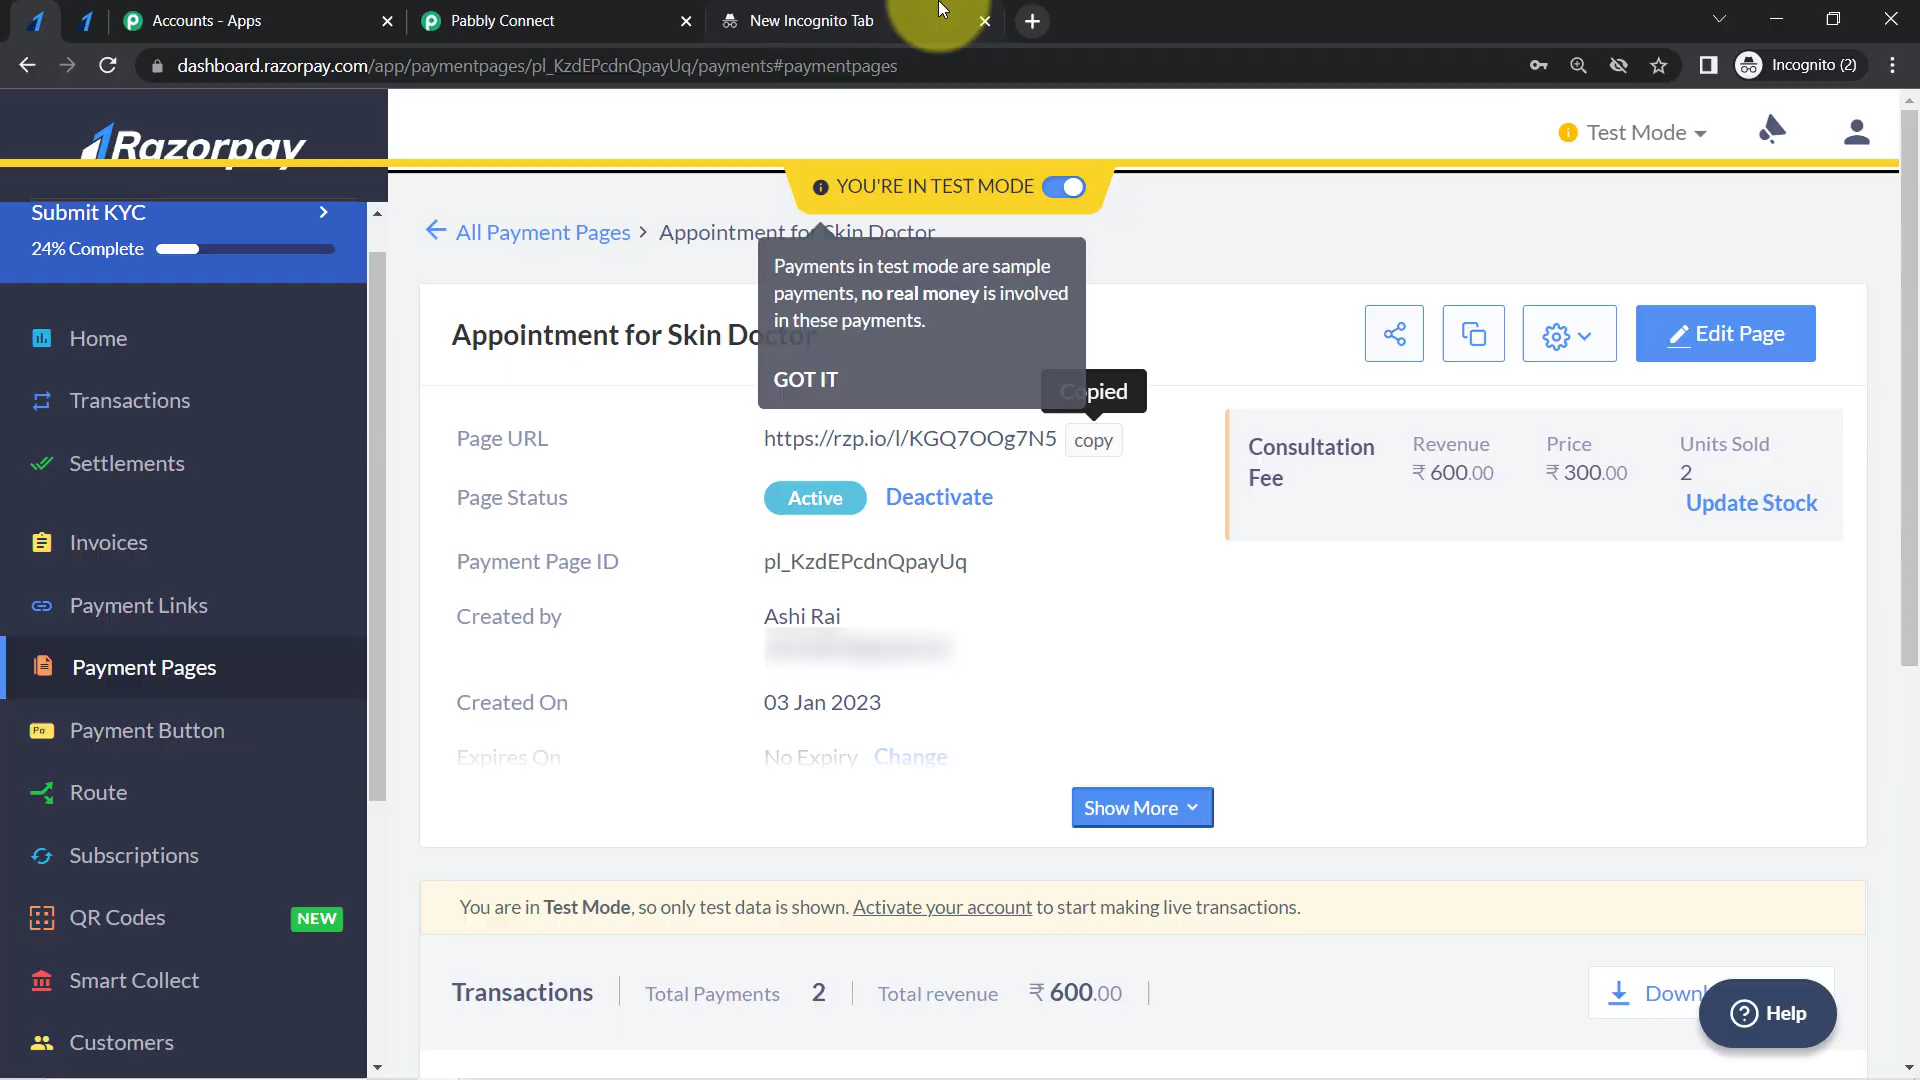 Accounts - Apps
Pabbly Connect
New Incognito Tab
dashboard.razorpay.com/app/paymentpages/pl_KzdEPcdnQpayUq/payments#paymentpages
Incognito (2)
Razorpay
Test Mode
YOU'RE IN TEST MODE
Submit KYC
24% Complete
All Payment Pages > Appointment for Skin Doctor
Payments in test mode are sample
payments, no real money is involved
in these payments.
GOT IT
Appointment for Skin Doctor
Edit Page
Copied
Page URL
https://rzp.io/l/KGQ7OOg7N5
copy
Page Status
Active
Deactivate
Payment Page ID
pl_KzdEPcdnQpayUq
Created by
Ashi Rai
Created On
03 Jan 2023
Expires On
No Expiry
Change
Show More
Consultation
Fee
Revenue
₹ 600.00
Price
₹ 300.00
Units Sold
2
Update Stock
Home
Transactions
Settlements
Invoices
Payment Links
Payment Pages
Payment Button
Route
Subscriptions
QR Codes
NEW
Smart Collect
Customers
You are in Test Mode, so only test data is shown. Activate your account to start making live transactions.
Transactions
Total Payments 2
Total revenue ₹ 600.00
Help